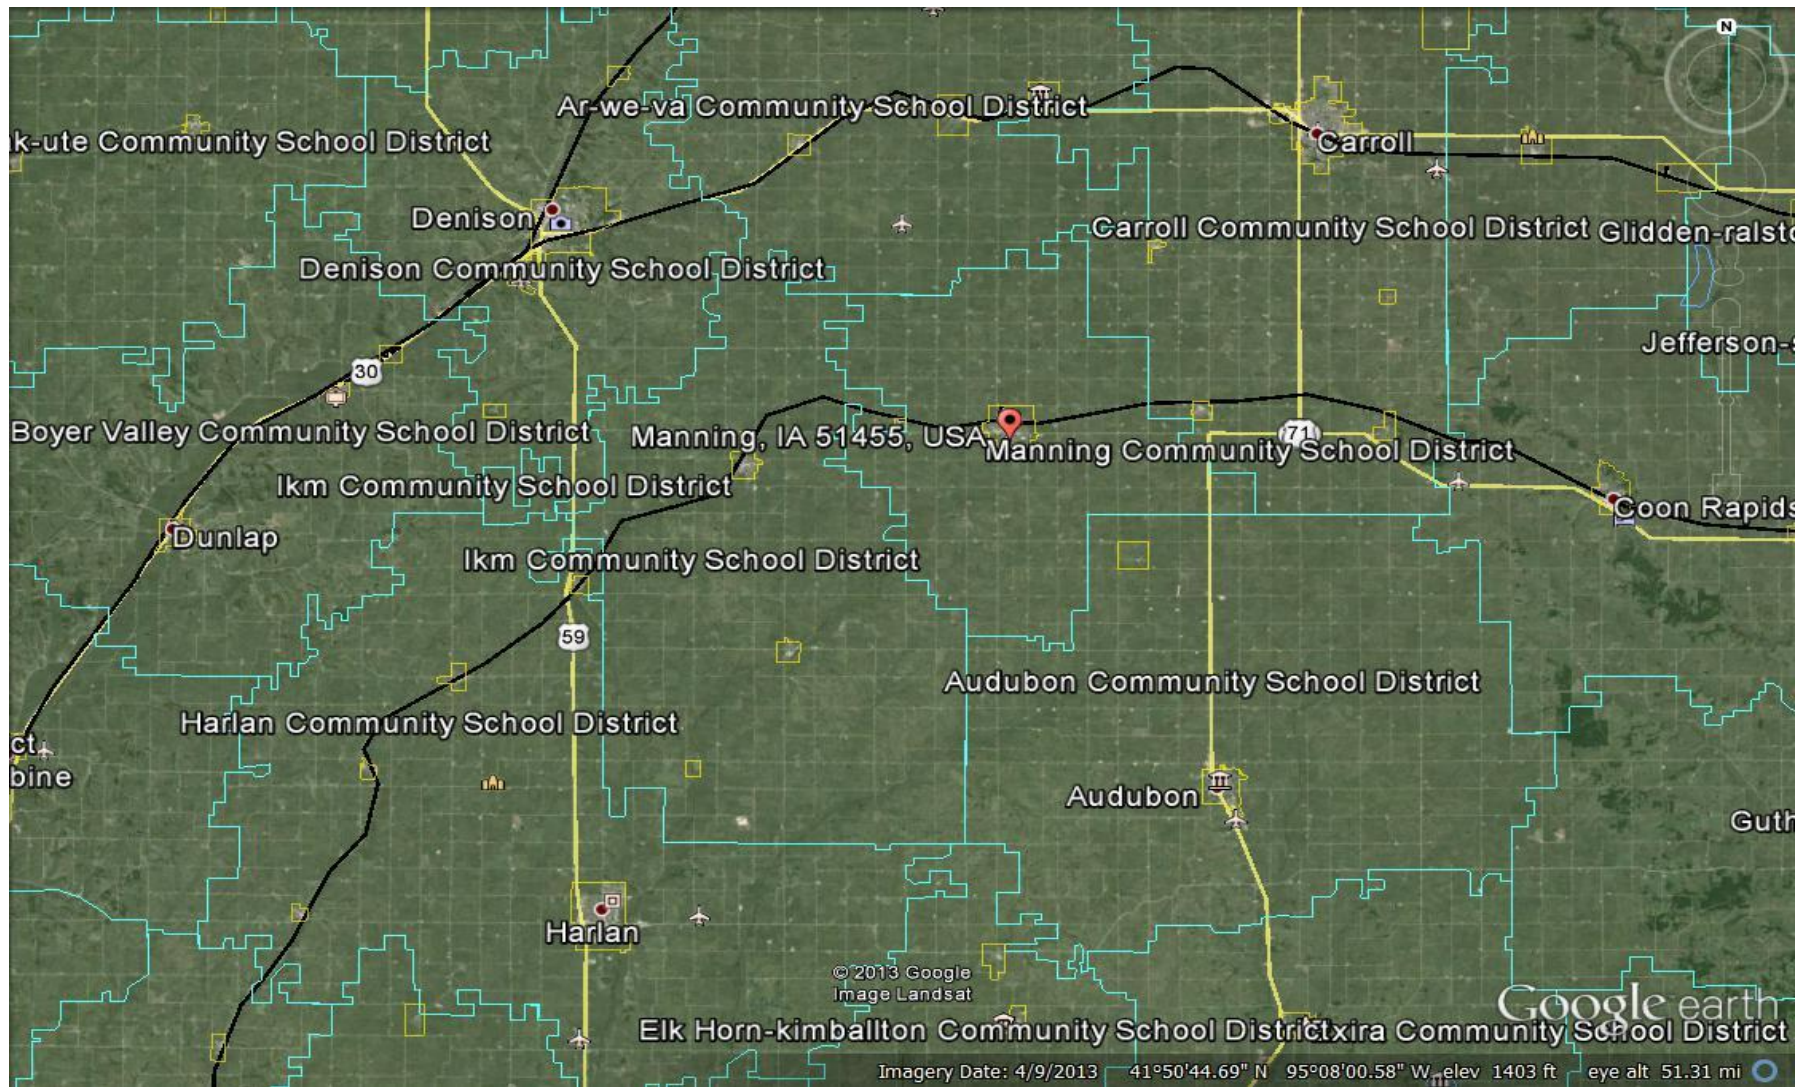 N
Ar-we-va Community School District
Carroll
ak-ute Community School District
Denison
Carroll Community School District
Glidden-ralsto
Denison Community School District
Jefferson-s
30
Boyer Valley Community School District
Manning, IA 51455, USA
71
Manning Community School District
Ikm Community School District
Coon Rapids
Dunlap
Ikm Community School District
59
Audubon Community School District
Harlan Community School District
ct
bine
Audubon
Guth
Harlan
© 2013 Google
Image Landsat
Google earth
Elk Horn-kimballton Community School District
xira Community School District
Imagery Date: 4/9/2013 41°50'44.69" N 95°08'00.58" W elev 1403 ft eye alt 51.31 mi